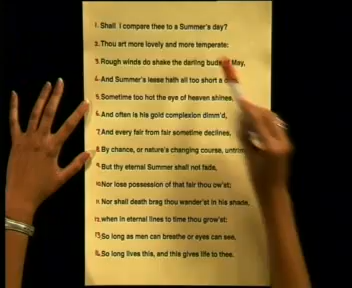 1. Shall I compare thee to a Summer's day?
2. Thou art more lovely and more temperate:
3. Rough winds do shake the darling buds of May,
4. And Summer's lease hath all too short a
5. Sometime too hot the eye of heaven shines,
6. And often is his gold complexion dimm'd,
7. And every fair from fair sometime declines,
8. By chance, or nature's changing course, untrim
9. But thy eternal Summer shall not fade,
10. Nor lose possession of that fair thou ow'st;
11. Nor shall death brag thou wander'st in his shade,
12. when in eternal lines to time thou grow'st:
13. So long as men can breathe or eyes can see,
14. So long lives this, and this gives life to thee.